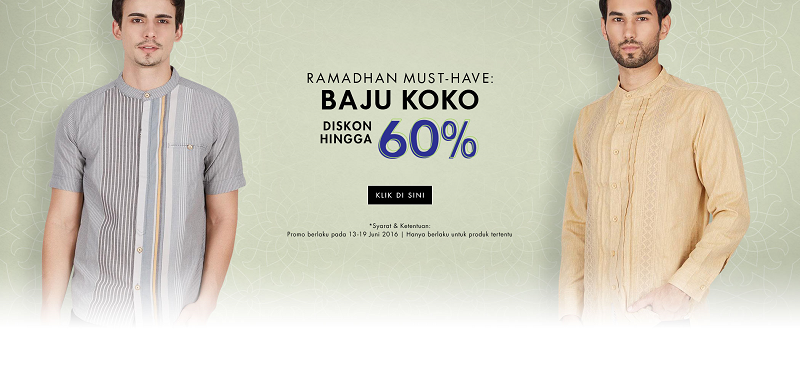 RAMADHAN MUST-HAVE:
BAJU KOKO
DISKON
HINGGA 60%
KLIK DI SINI
*Syarat & Ketentuan:
Promo berlaku pada 13-19 Juni 2016 | Hanya berlaku untuk produk tertentu